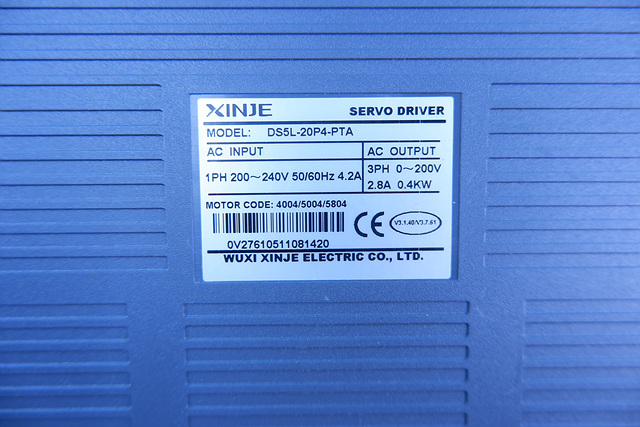 XINJE SERVO DRIVER
MODEL: DS5L-20P4-PTA
AC INPUT
1PH 200～240V 50/60Hz 4.2A
AC OUTPUT
3PH 0～200V
2.8A 0.4KW
MOTOR CODE: 4004/5004/5804
CE
V3.1.40/V3.7.61
0V27610511081420
WUXI XINJE ELECTRIC CO., LTD.